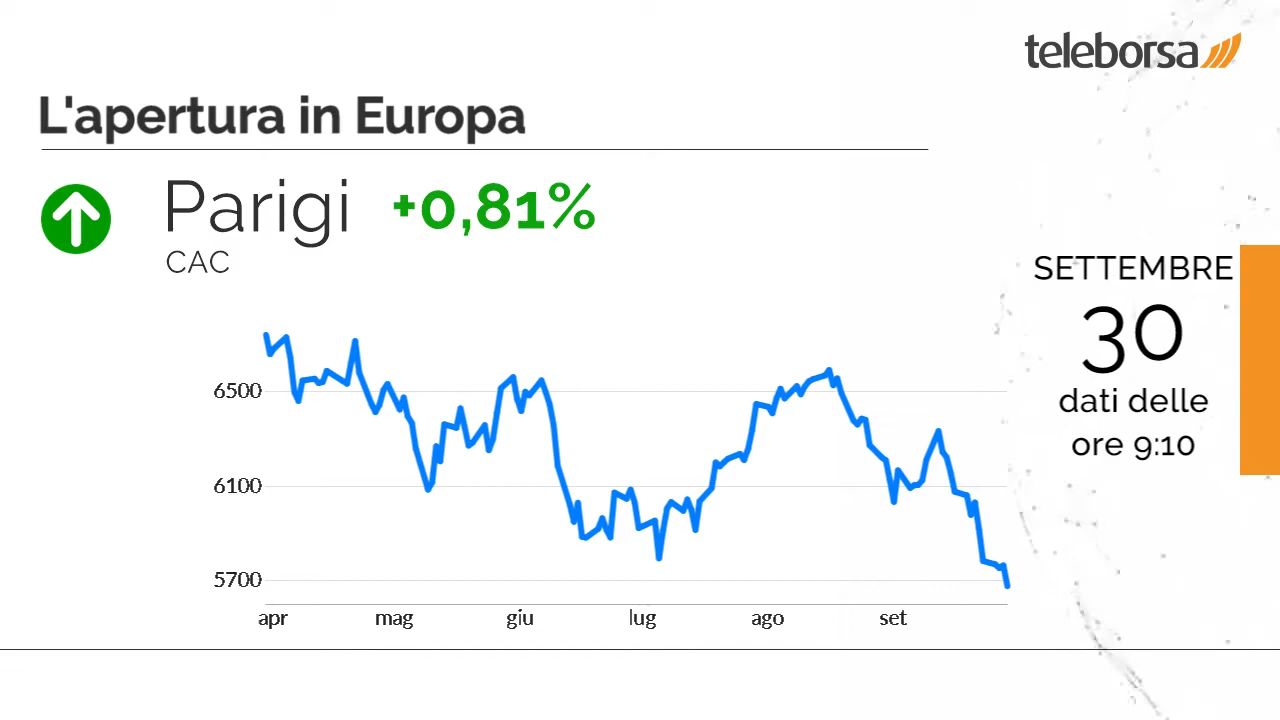 teleborsa
L'apertura in Europa
Parigi +0,81%
CAC
SETTEMBRE
30
dati delle
ore 9:10
6500
6100
5700
apr mag giu lug ago set